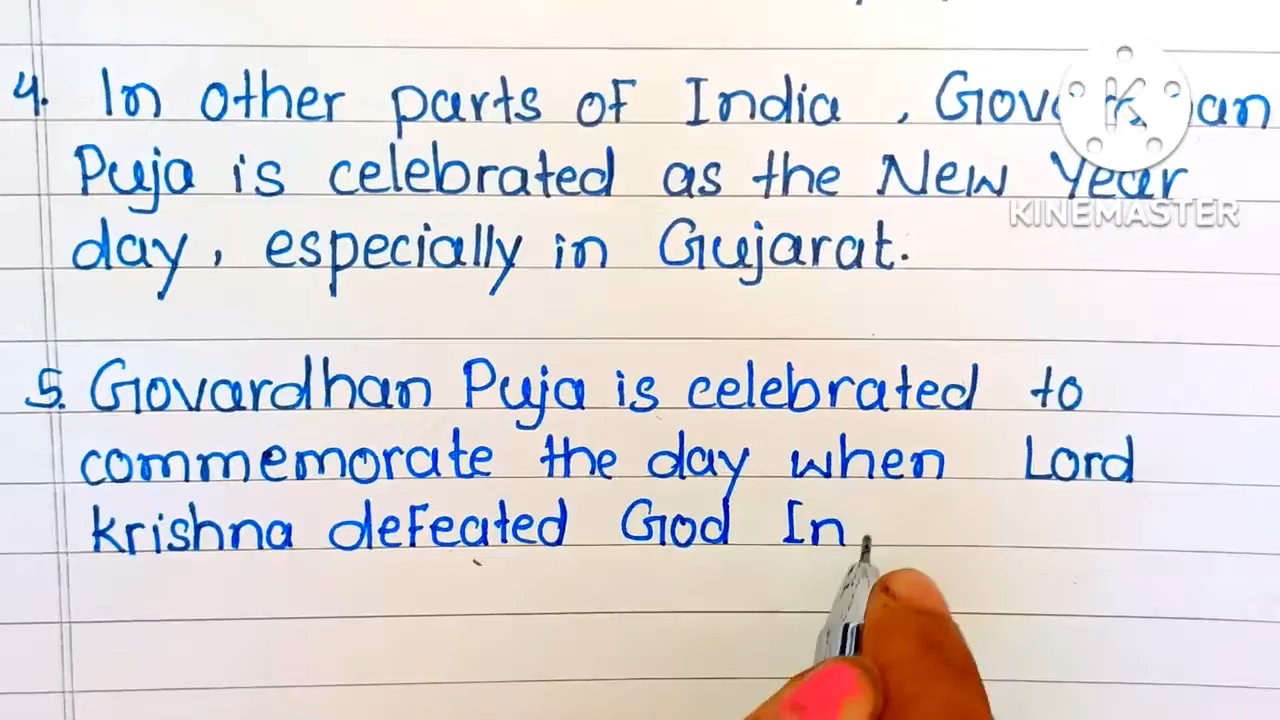 4. In other parts of India, Gov an
Puja is celebrated as the New Year
day, especially in Gujarat.
KINEMASTER
5. Govardhan Puja is celebrated to
commemorate the day when Lord
krishna defeated God In